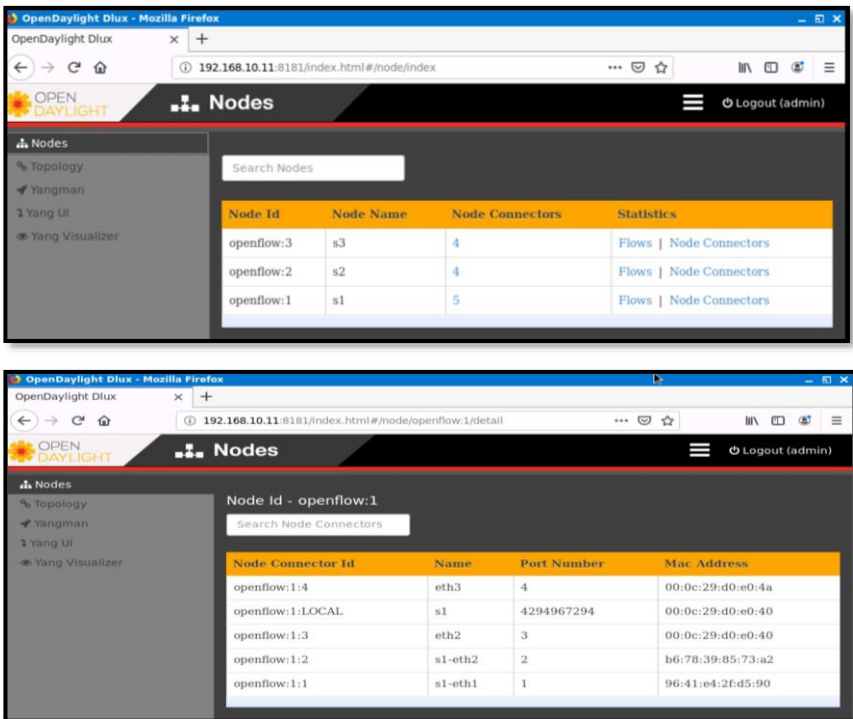 OpenDaylight Dlux - Mozilla Firefox
OpenDaylight Dlux × +
192.168.10.11:8181/index.html#/node/index
OPEN
DAYLIGHT
Nodes
Logout (admin)
Nodes
Topology
Yangman
Yang UI
Yang Visualizer
Search Nodes
Node Id Node Name Node Connectors Statistics
openflow:3 s3 4 Flows | Node Connectors
openflow:2 s2 4 Flows | Node Connectors
openflow:1 s1 5 Flows | Node Connectors
OpenDaylight Dlux - Mozilla Firefox
OpenDaylight Dlux × +
192.168.10.11:8181/index.html#/node/openflow:1/detail
OPEN
DAYLIGHT
Nodes
Logout (admin)
Nodes
Topology
Yangman
Yang UI
Yang Visualizer
Node Id - openflow:1
Search Node Connectors
Node Connector Id Name Port Number Mac Address
openflow:1:4 eth3 4 00:0c:29:d0:e0:4a
openflow:1:LOCAL s1 4294967294 00:0c:29:d0:e0:40
openflow:1:3 eth2 3 00:0c:29:d0:e0:40
openflow:1:2 s1-eth2 2 b6:78:39:85:73:a2
openflow:1:1 s1-eth1 1 96:41:e4:2f:d5:90